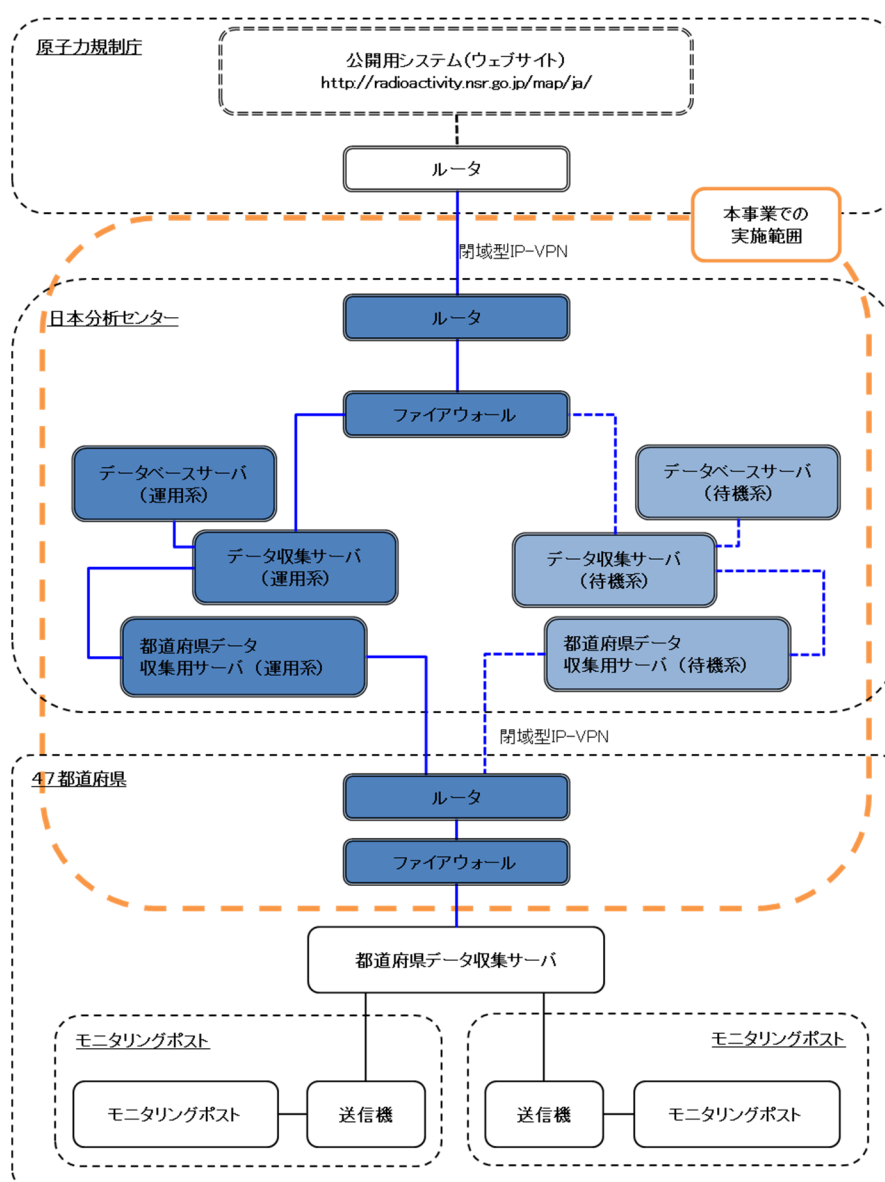 原子力規制庁
公開用システム(ウェブサイト)
http://radioactivity.nsr.go.jp/map/ja/
ルータ
本事業での
実施範囲
閉域型IP-VPN
日本分析センター
ルータ
ファイアウォール
データベースサーバ
(運用系)
データベースサーバ
(待機系)
データ収集サーバ
(運用系)
データ収集サーバ
(待機系)
都道府県データ
収集用サーバ(運用系)
都道府県データ
収集用サーバ(待機系)
閉域型IP-VPN
47都道府県
ルータ
ファイアウォール
都道府県データ収集サーバ
モニタリングポスト
モニタリングポスト
送信機
モニタリングポスト
送信機
モニタリングポスト